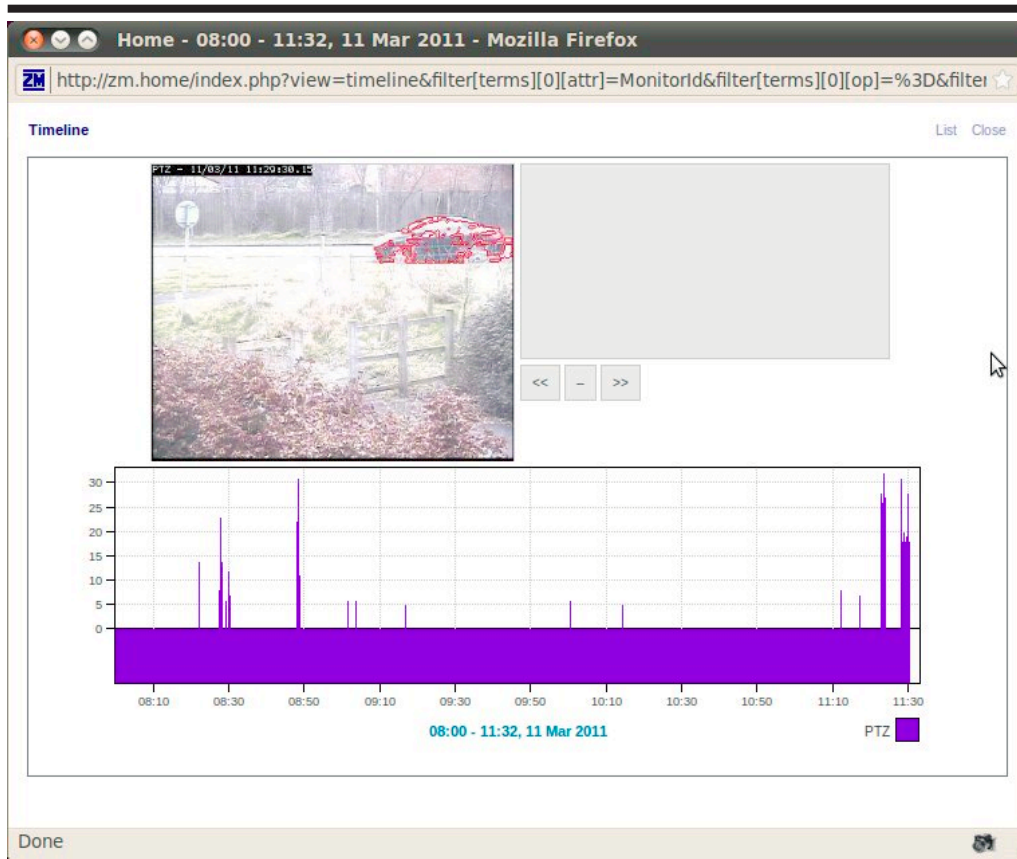 Home - 08:00 - 11:32, 11 Mar 2011 - Mozilla Firefox
ZM http://zm.home/index.php?view=timeline&filter[terms][0][attr]=MonitorId&filter[terms][0][op]=%3D&filter
Timeline
List Close
PTZ - 11/03/11 11:29:30.15
<< – >>
30
25
20
15
10
5
0
08:10 08:30 08:50 09:10 09:30 09:50 10:10 10:30 10:50 11:10 11:30
08:00 - 11:32, 11 Mar 2011
PTZ
Done